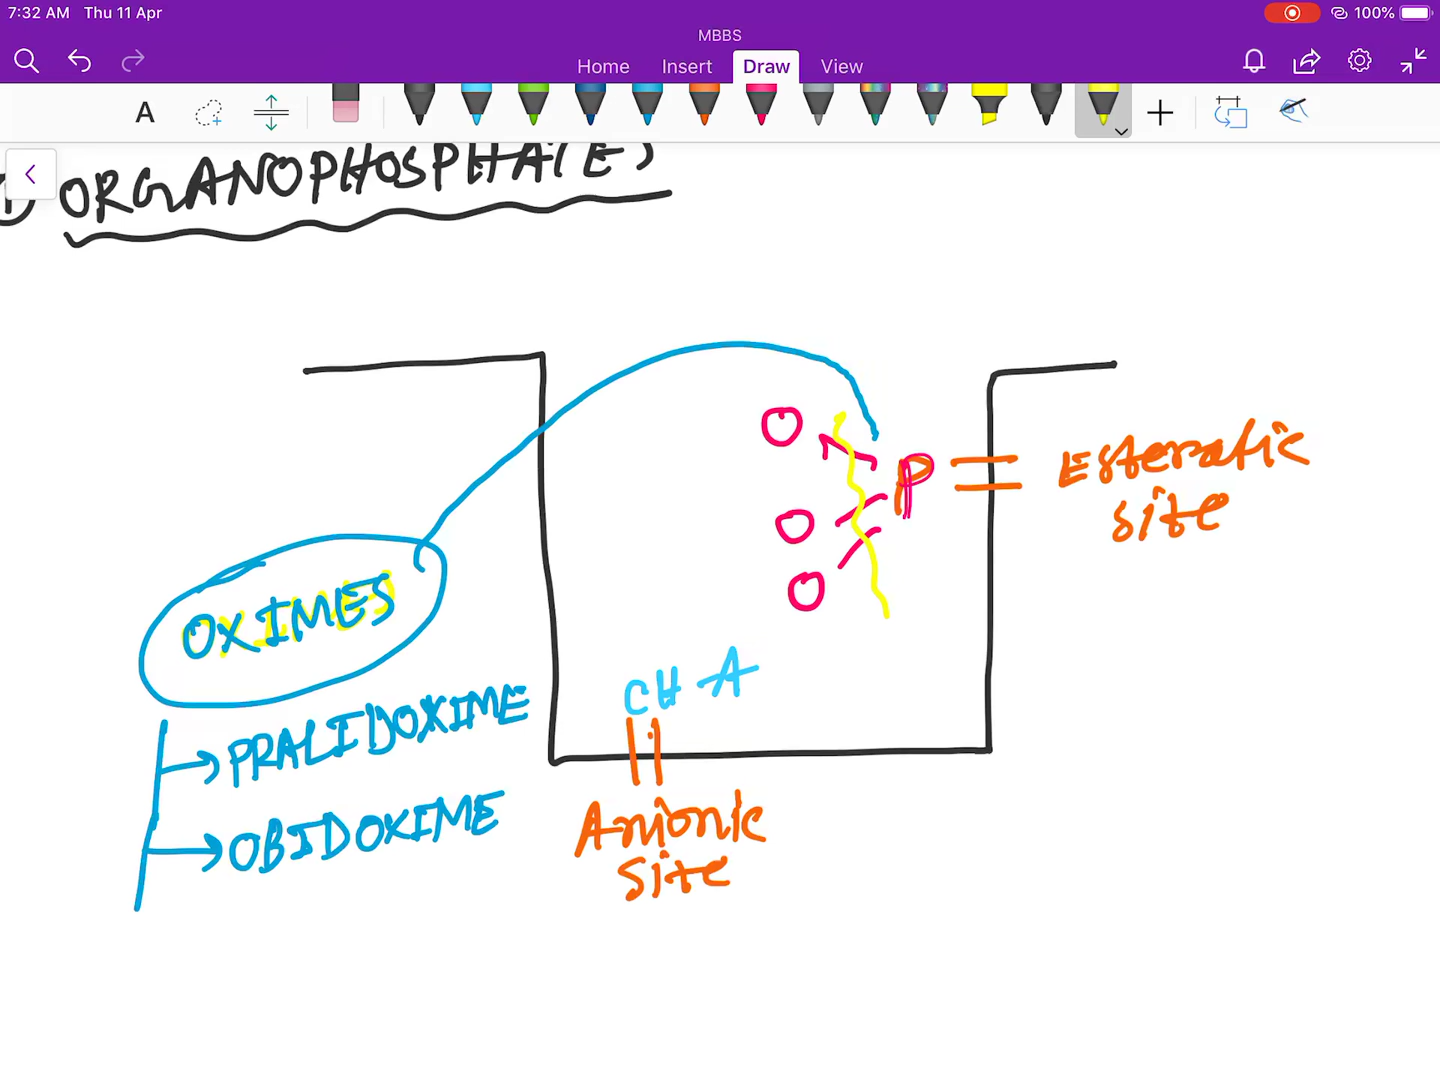 7:32 AM Thu 11 Apr
100%
MBBS
Home Insert Draw View
A
1) ORGANOPHOSPHATES
O
P
Esteratic
site
O
O
OXIMES
CH A
PRALIDOXIME
OBIDOXIME
Anionic
site